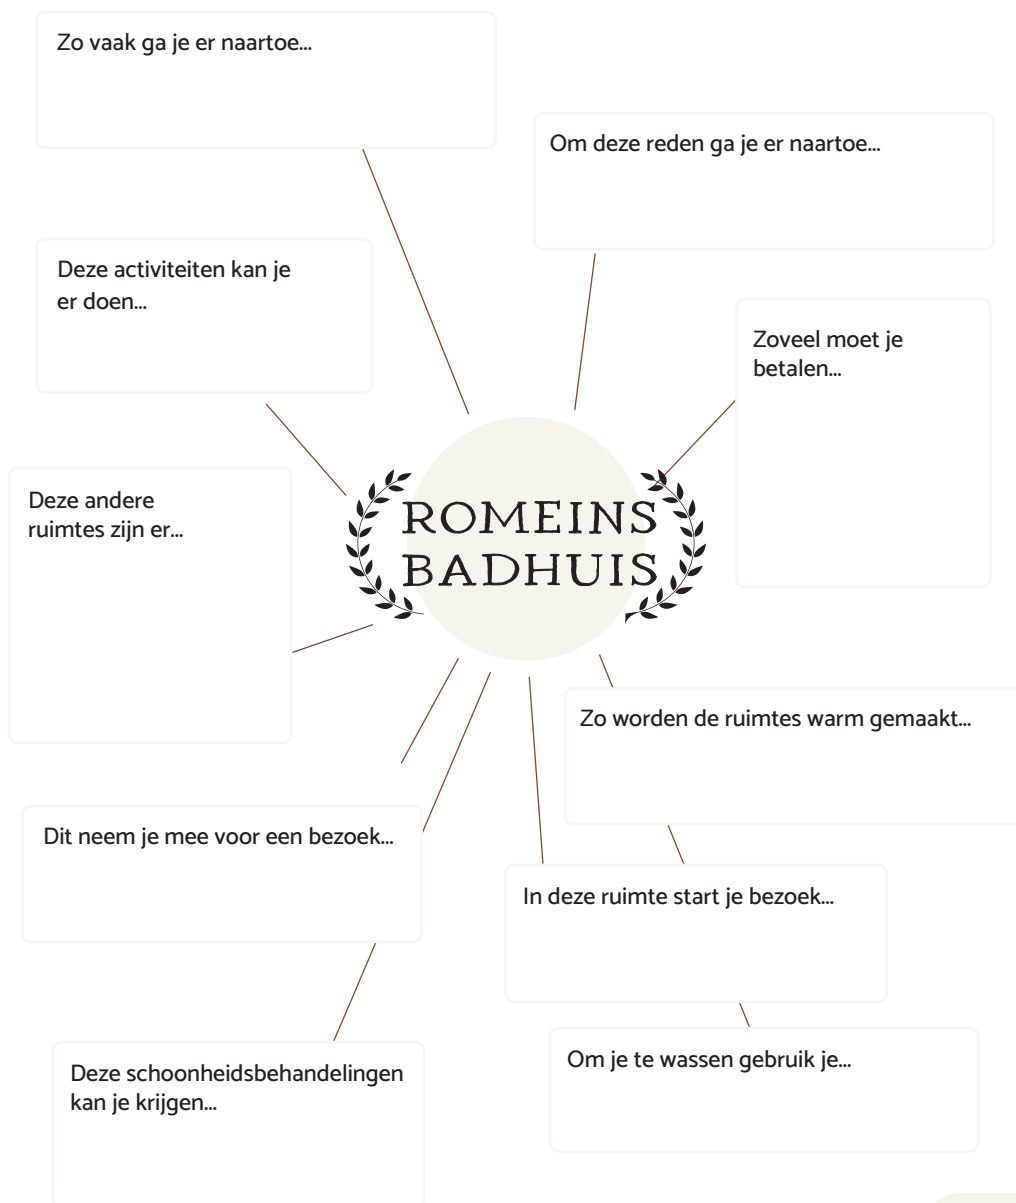 Zo vaak ga je er naartoe...
Om deze reden ga je er naartoe...
Deze activiteiten kan je
er doen...
Zoveel moet je
betalen...
Deze andere
ruimtes zijn er...
ROMEINS
BADHUIS
Zo worden de ruimtes warm gemaakt...
Dit neem je mee voor een bezoek...
In deze ruimte start je bezoek...
Om je te wassen gebruik je...
Deze schoonheidsbehandelingen
kan je krijgen...